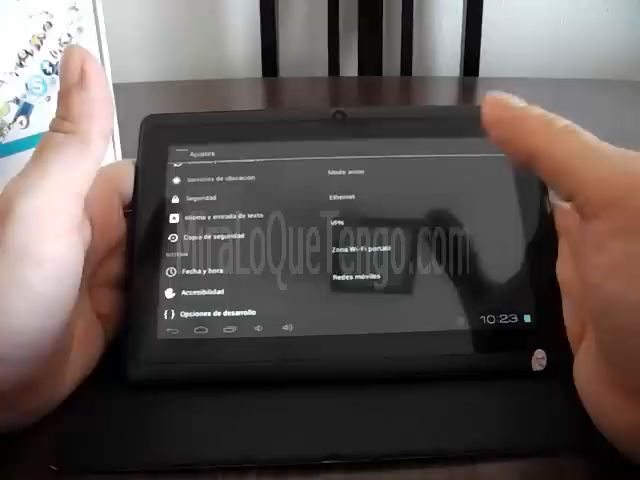 Ajustes
Servicios de ubicación
Seguridad
Idioma y entrada de texto
Copia de seguridad
SISTEMA
Fecha y hora
Accesibilidad
{ } Opciones de desarrollo
Modo avión
Ethernet
VPN
Zona Wi-Fi portátil
Redes móviles
MiraLoQueTengo.com
10:23